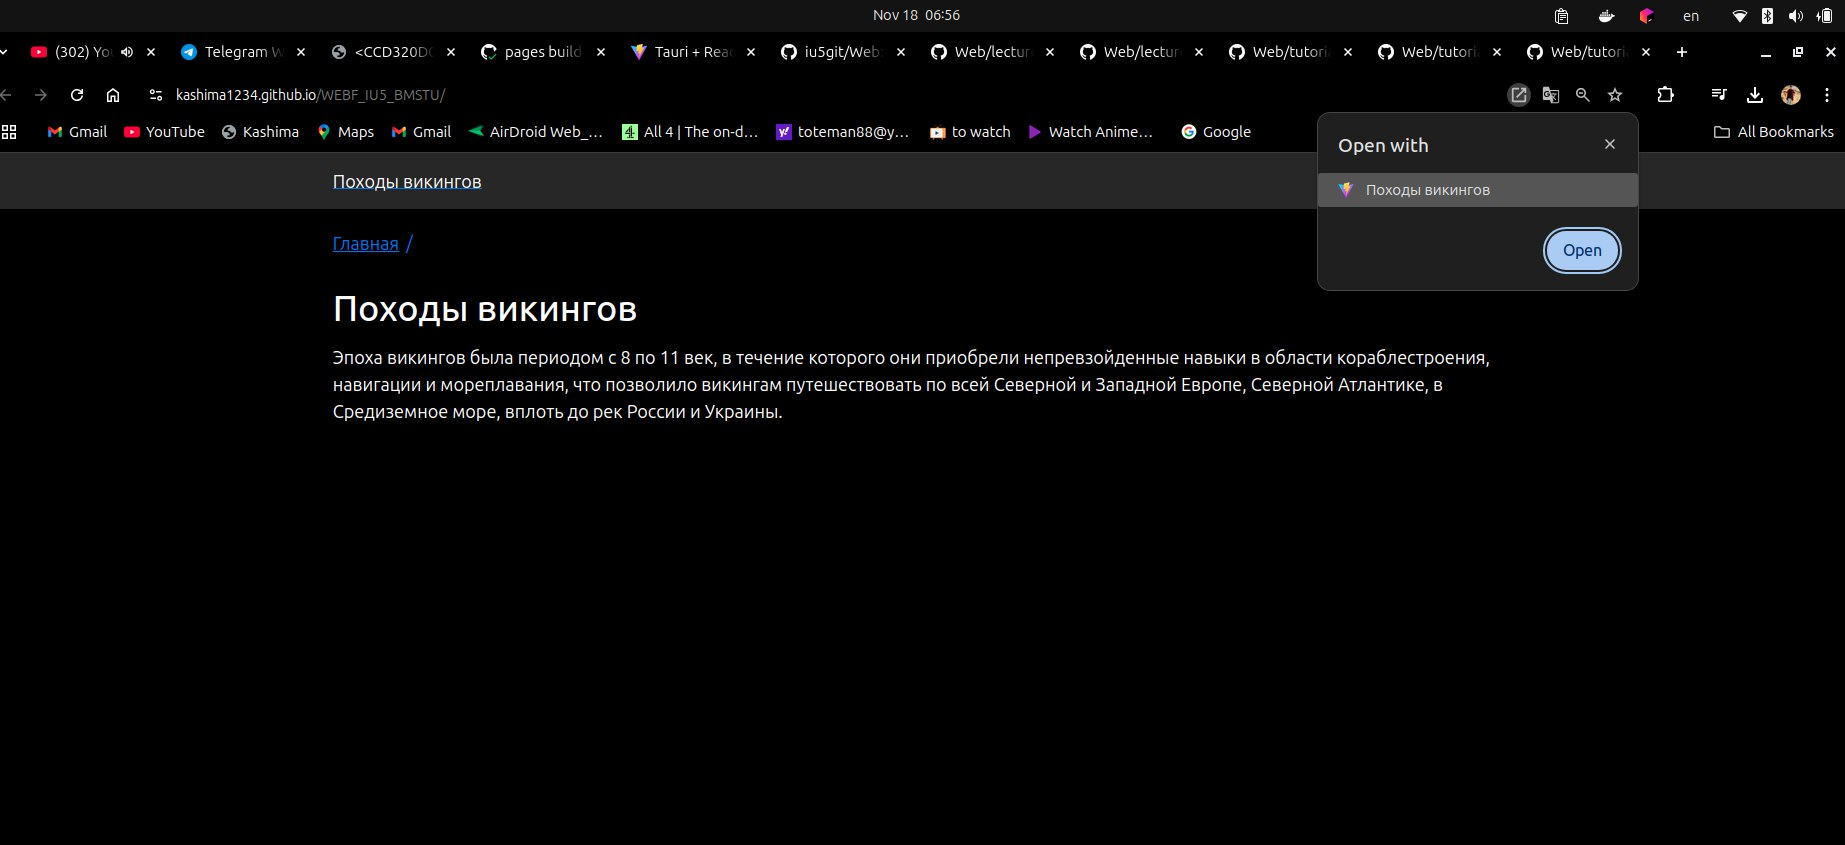 Nov 18 06:56
en
(302) Yo
Telegram W
<CCD320D
pages build
Tauri + Rea
iu5git/Web
Web/lectur
Web/lectur
Web/tutori
Web/tutori
Web/tutori
kashima1234.github.io/WEBF_IU5_BMSTU/
Gmail YouTube Kashima Maps Gmail AirDroid Web_... All 4 | The on-d... toteman88@y... to watch Watch Anime... Google All Bookmarks
Open with
Походы викингов
Open
Походы викингов
Главная /
Походы викингов
Эпоха викингов была периодом с 8 по 11 век, в течение которого они приобрели непревзойденные навыки в области кораблестроения,
навигации и мореплавания, что позволило викингам путешествовать по всей Северной и Западной Европе, Северной Атлантике, в
Средиземное море, вплоть до рек России и Украины.